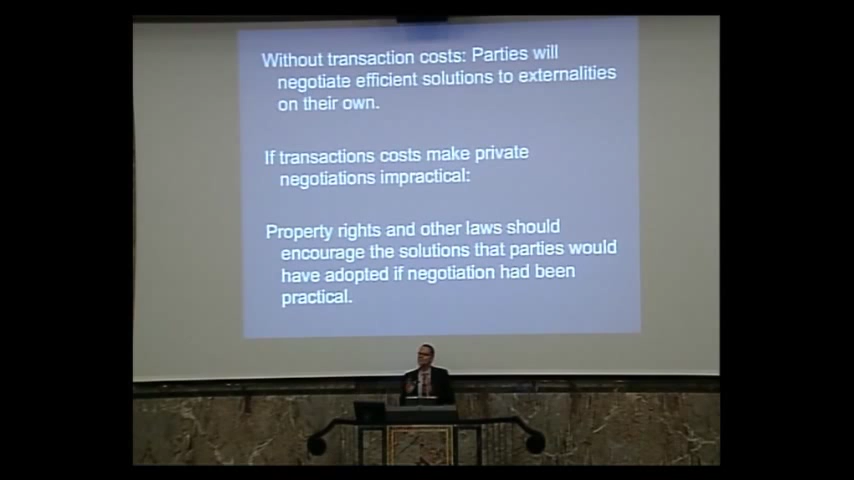 Without transaction costs: Parties will
negotiate efficient solutions to externalities
on their own.
If transactions costs make private
negotiations impractical:
Property rights and other laws should
encourage the solutions that parties would
have adopted if negotiation had been
practical.